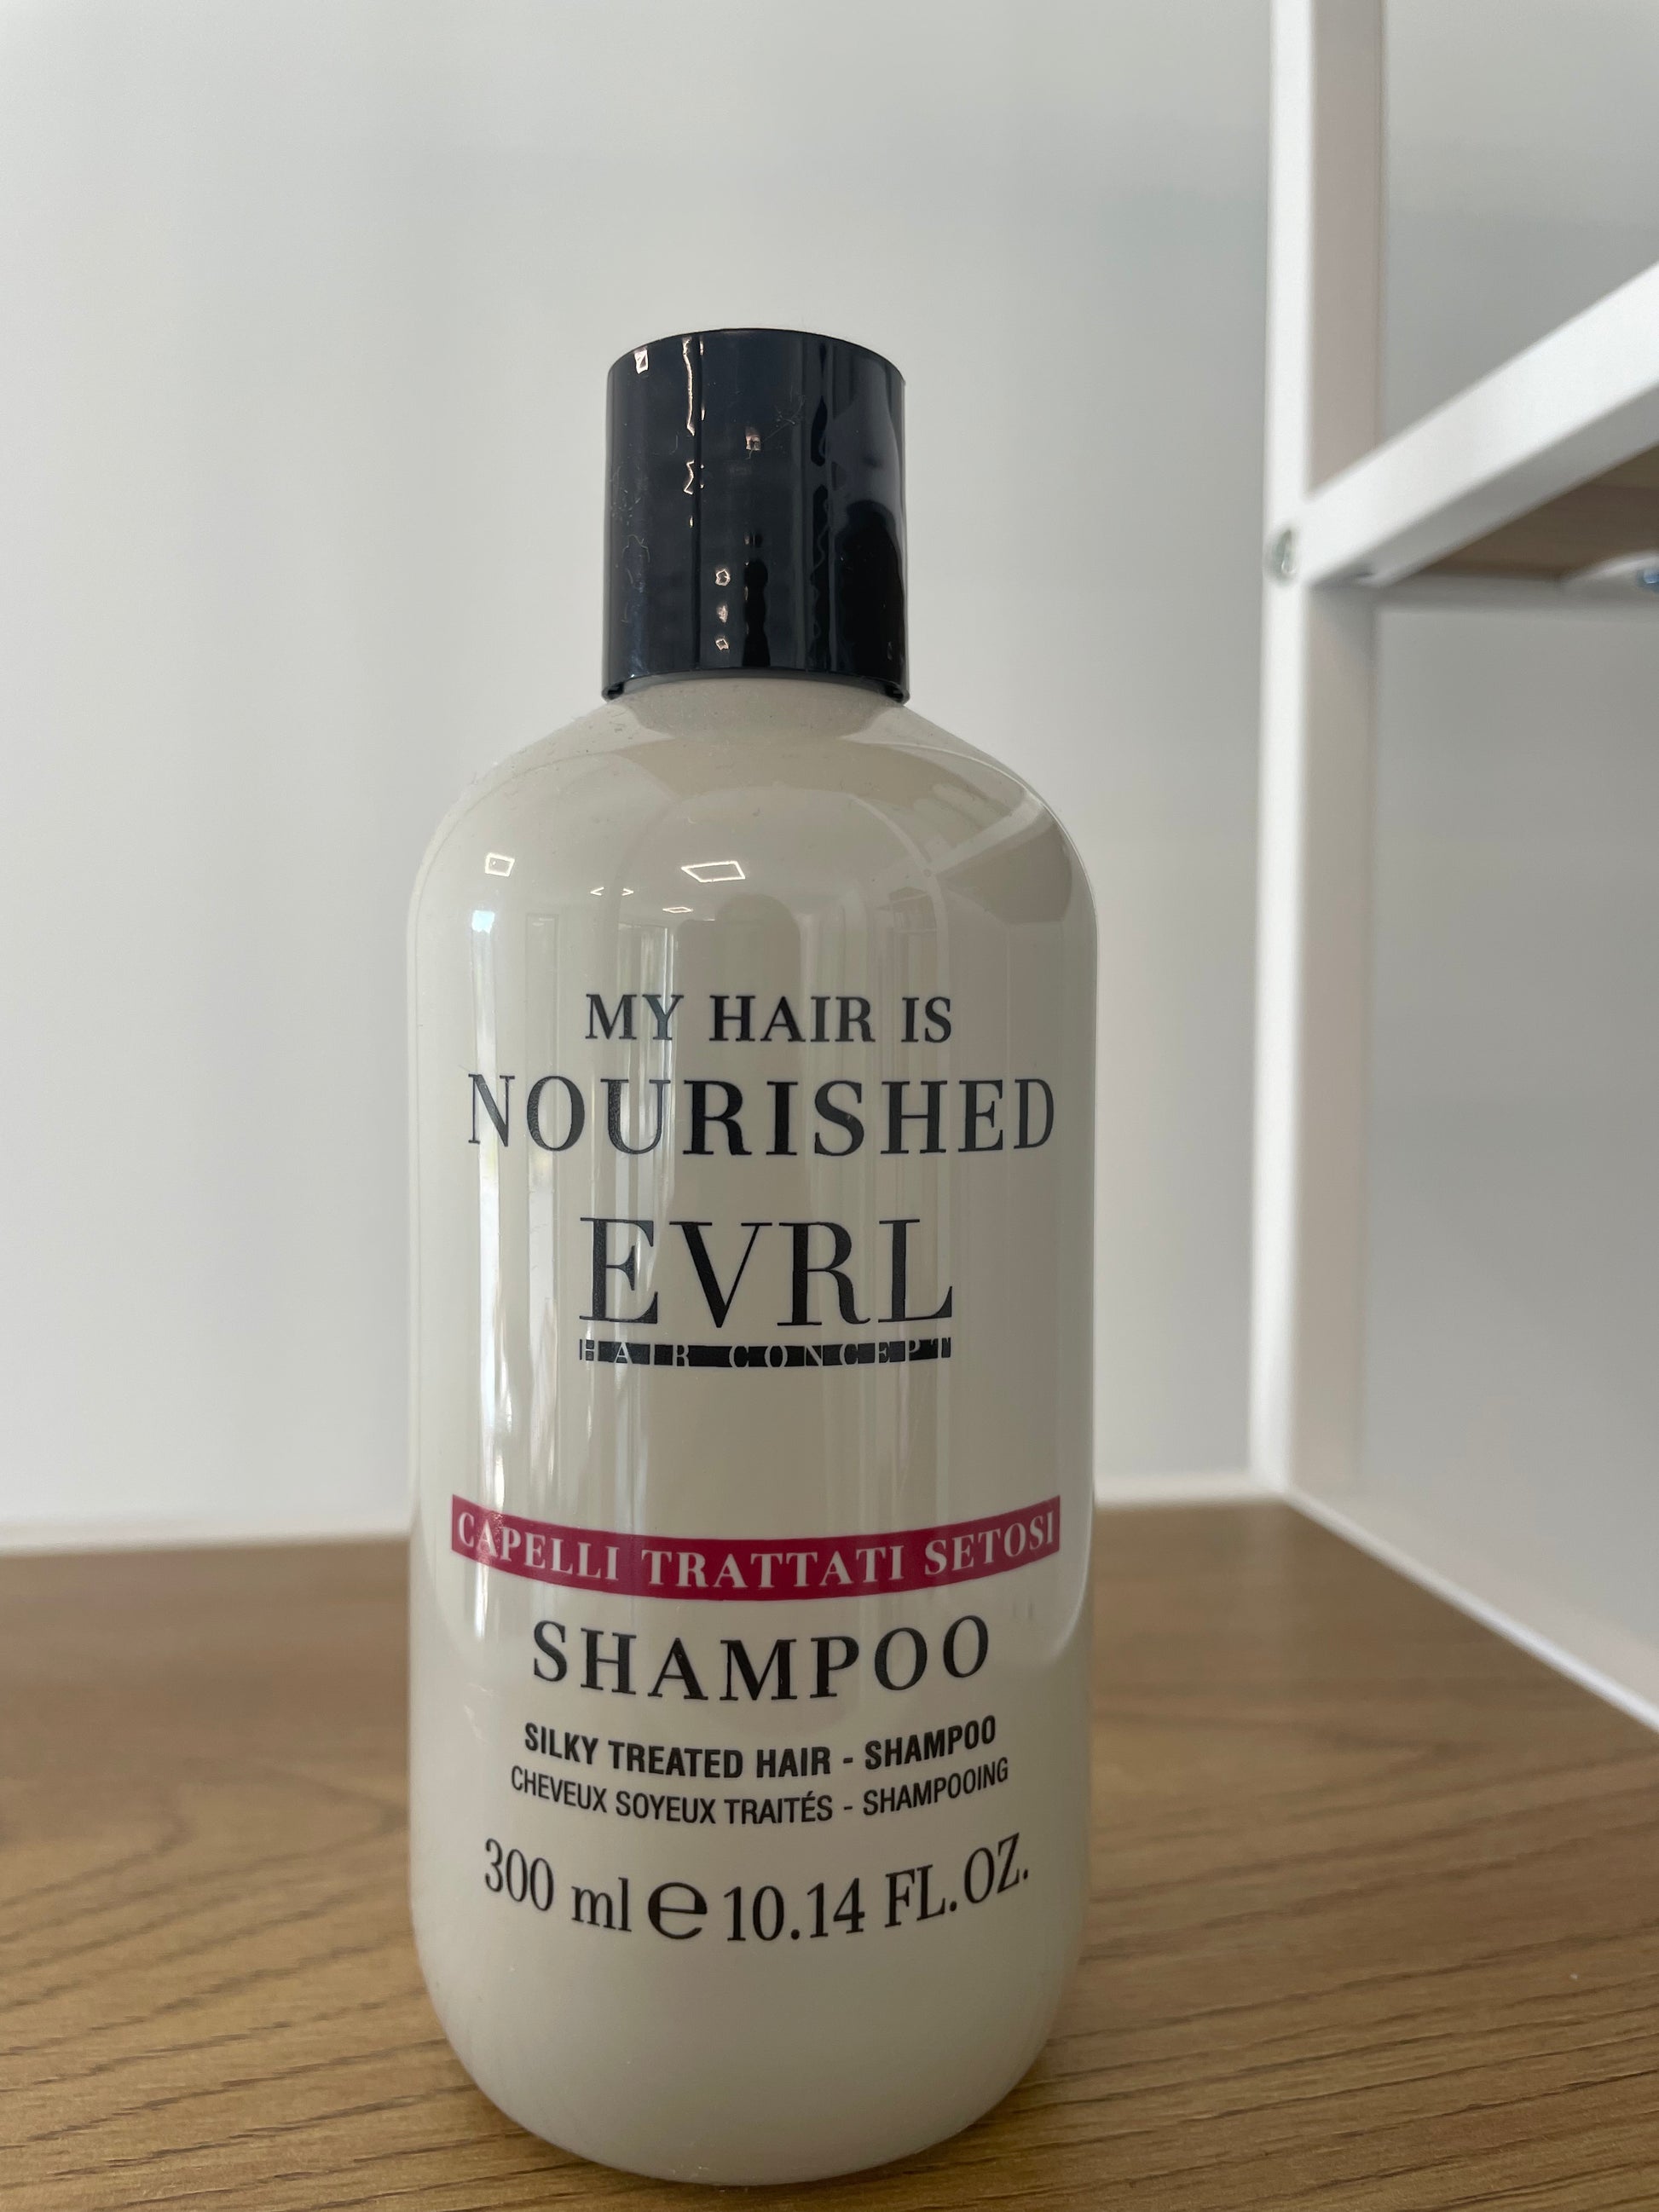 MY HAIR IS
NOURISHED
EVRL
HAIR CONCEPT
CAPELLI TRATTATI SETOSI
SHAMPOO
SILKY TREATED HAIR - SHAMPOO
CHEVEUX SOYEUX TRAITÉS - SHAMPOOING
300 ml ℮ 10.14 FL.OZ.